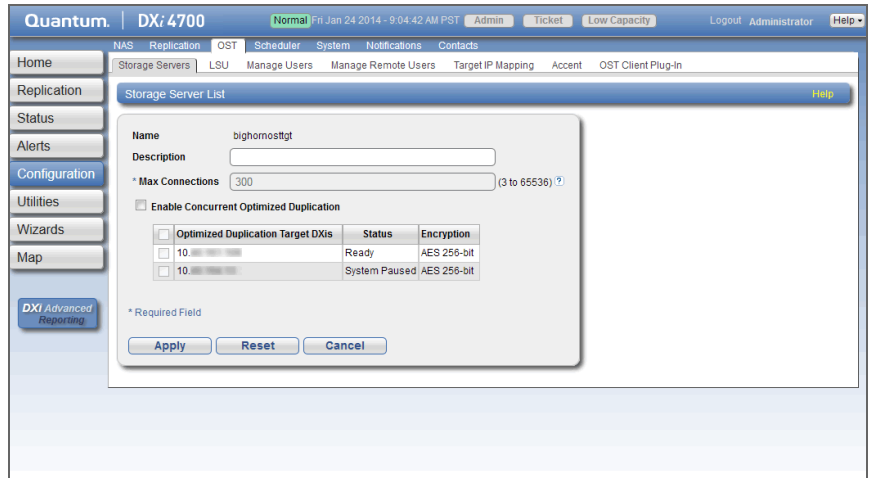 Quantum. DXi 4700 Normal Fri Jan 24 2014 - 9:04:42 AM PST Admin Ticket Low Capacity Logout Administrator Help
NAS Replication OST Scheduler System Notifications Contacts
Storage Servers LSU Manage Users Manage Remote Users Target IP Mapping Accent OST Client Plug-In
Home
Replication
Status
Alerts
Configuration
Utilities
Wizards
Map
DXi Advanced
Reporting
Storage Server List Help
Name bighornosttgt
Description
* Max Connections 300 (3 to 65536) ?
Enable Concurrent Optimized Duplication
Optimized Duplication Target DXis Status Encryption
10. Ready AES 256-bit
10. System Paused AES 256-bit
* Required Field
Apply Reset Cancel